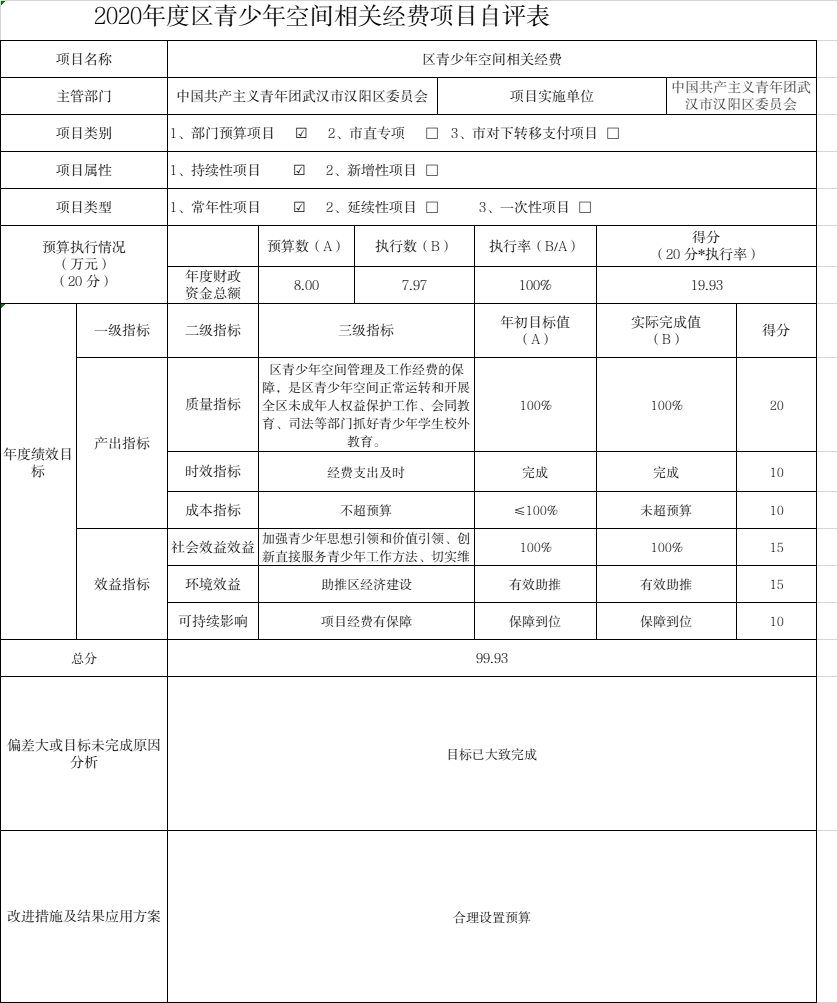 2020年度区青少年空间相关经费项目自评表
项目名称 区青少年空间相关经费
主管部门 中国共产主义青年团武汉市汉阳区委员会 项目实施单位 中国共产主义青年团武
汉市汉阳区委员会
项目类别 1、部门预算项目 ☑ 2、市直专项 □ 3、市对下转移支付项目 □
项目属性 1、持续性项目 ☑ 2、新增性项目 □
项目类型 1、常年性项目 ☑ 2、延续性项目 □ 3、一次性项目 □
预算执行情况
（万元）
（20分）
预算数（A） 执行数（B） 执行率（B/A） 得分
（20分*执行率）
年度财政
资金总额
8.00 7.97 100% 19.93
年度绩效目
标
一级指标 二级指标 三级指标 年初目标值
（A）
实际完成值
（B）
得分
产出指标
质量指标
区青少年空间管理及工作经费的保
障，是区青少年空间正常运转和开展
全区未成年人权益保护工作、会同教
育、司法等部门抓好青少年学生校外
教育。
100% 100% 20
时效指标 经费支出及时 完成 完成 10
成本指标 不超预算 ≤100% 未超预算 10
效益指标
社会效益效益
加强青少年思想引领和价值引领、创
新直接服务青少年工作方法、切实维
100% 100% 15
环境效益 助推区经济建设 有效助推 有效助推 15
可持续影响 项目经费有保障 保障到位 保障到位 10
总分 99.93
偏差大或目标未完成原因
分析
目标已大致完成
改进措施及结果应用方案 合理设置预算